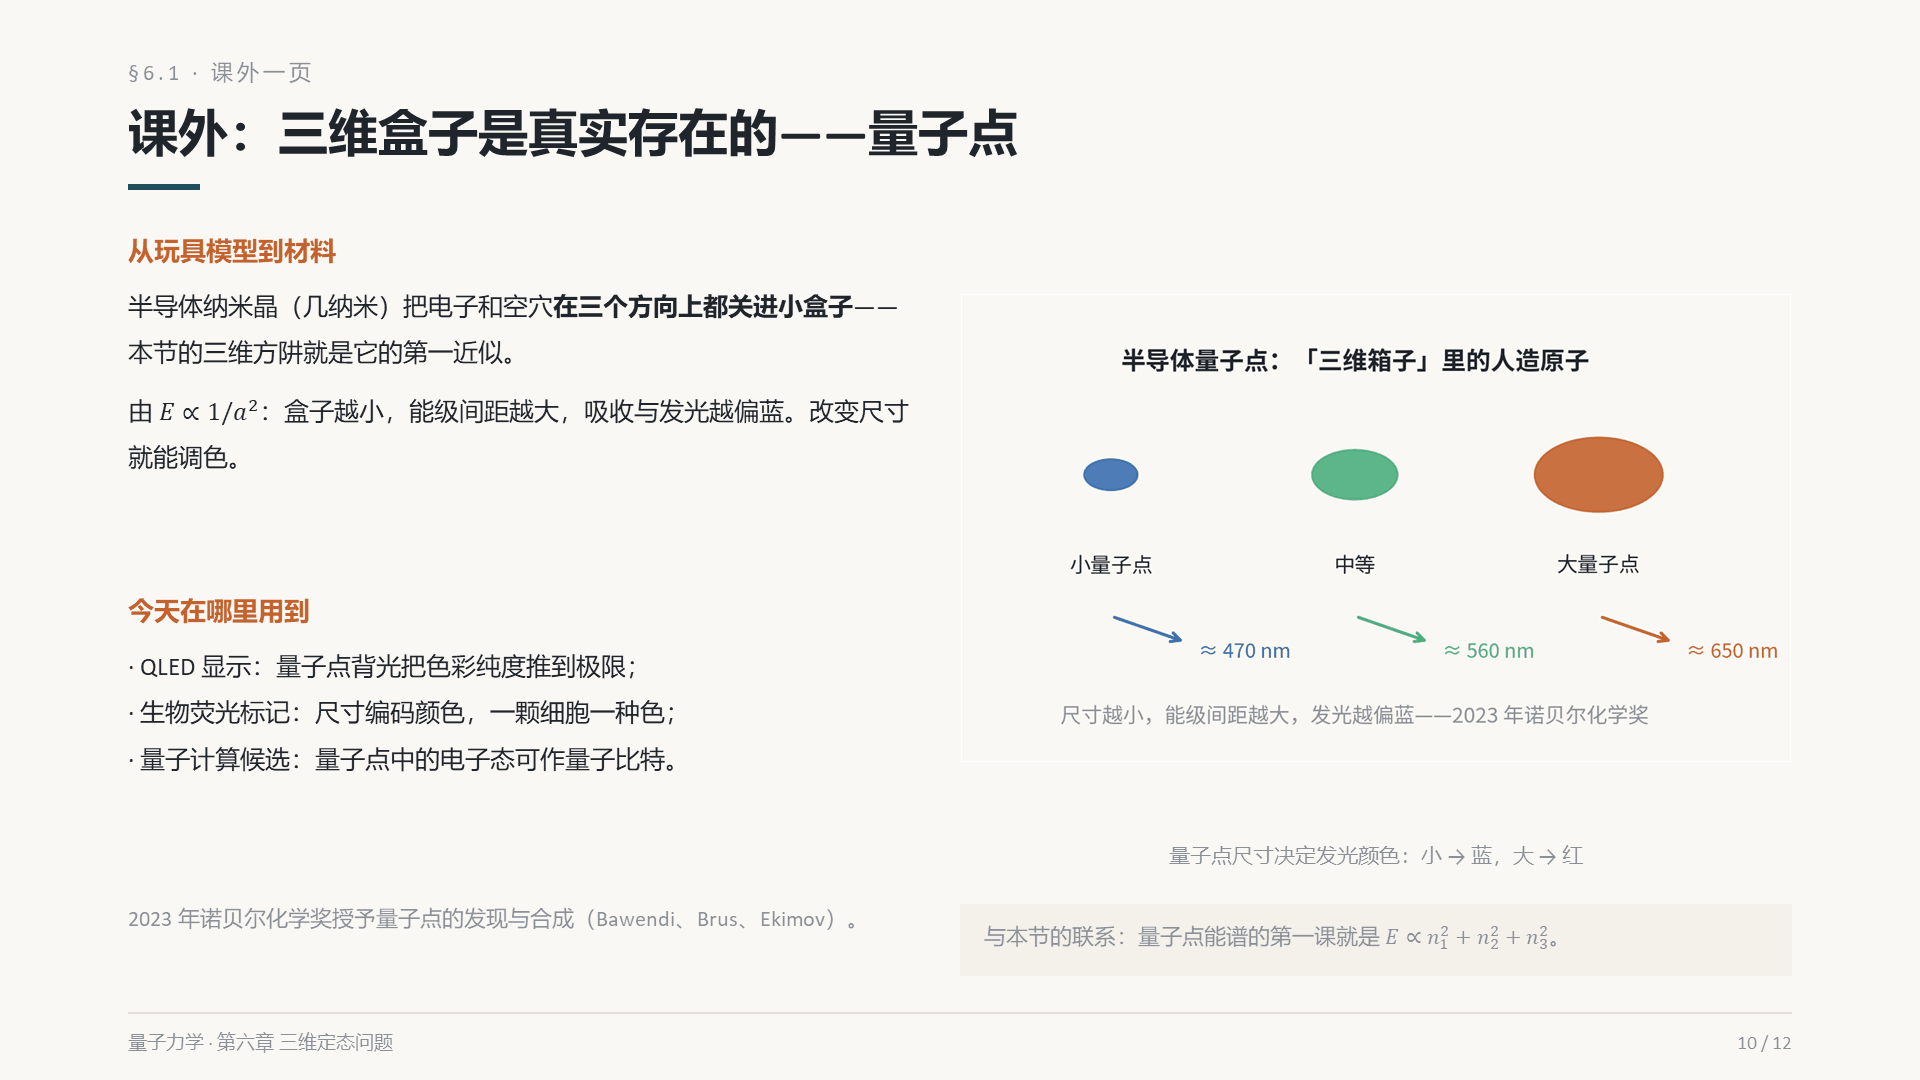 §6.1 · 课外一页
课外：三维盒子是真实存在的——量子点
从玩具模型到材料
半导体纳米晶（几纳米）把电子和空穴在三个方向上都关进小盒子——
本节的三维方阱就是它的第一近似。
由 E ∝ 1/a²：盒子越小，能级间距越大，吸收与发光越偏蓝。改变尺寸
就能调色。
今天在哪里用到
· QLED 显示：量子点背光把色彩纯度推到极限；
· 生物荧光标记：尺寸编码颜色，一颗细胞一种色；
· 量子计算候选：量子点中的电子态可作量子比特。
2023 年诺贝尔化学奖授予量子点的发现与合成（Bawendi、Brus、Ekimov）。
半导体量子点：「三维箱子」里的人造原子
小量子点 中等 大量子点
≈ 470 nm ≈ 560 nm ≈ 650 nm
尺寸越小，能级间距越大，发光越偏蓝——2023 年诺贝尔化学奖
量子点尺寸决定发光颜色：小 → 蓝，大 → 红
与本节的联系：量子点能谱的第一课就是 E ∝ n₁² + n₂² + n₃²。
量子力学 · 第六章 三维定态问题
10 / 12